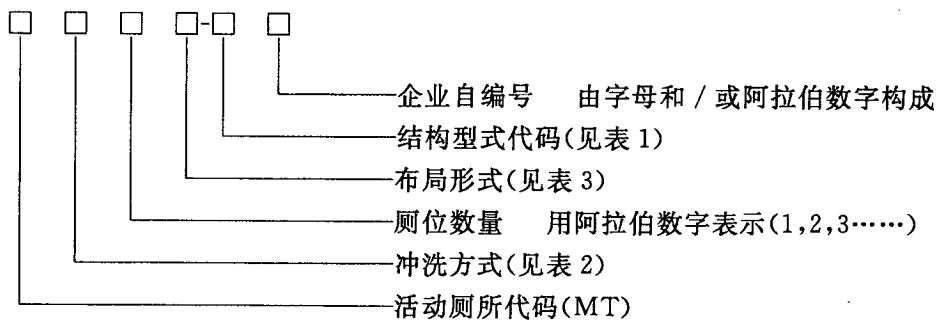 □ □ □ □-□ □
企业自编号 由字母和/或阿拉伯数字构成
结构型式代码(见表1)
布局形式(见表3)
厕位数量 用阿拉伯数字表示(1,2,3……)
冲洗方式(见表2)
活动厕所代码(MT)